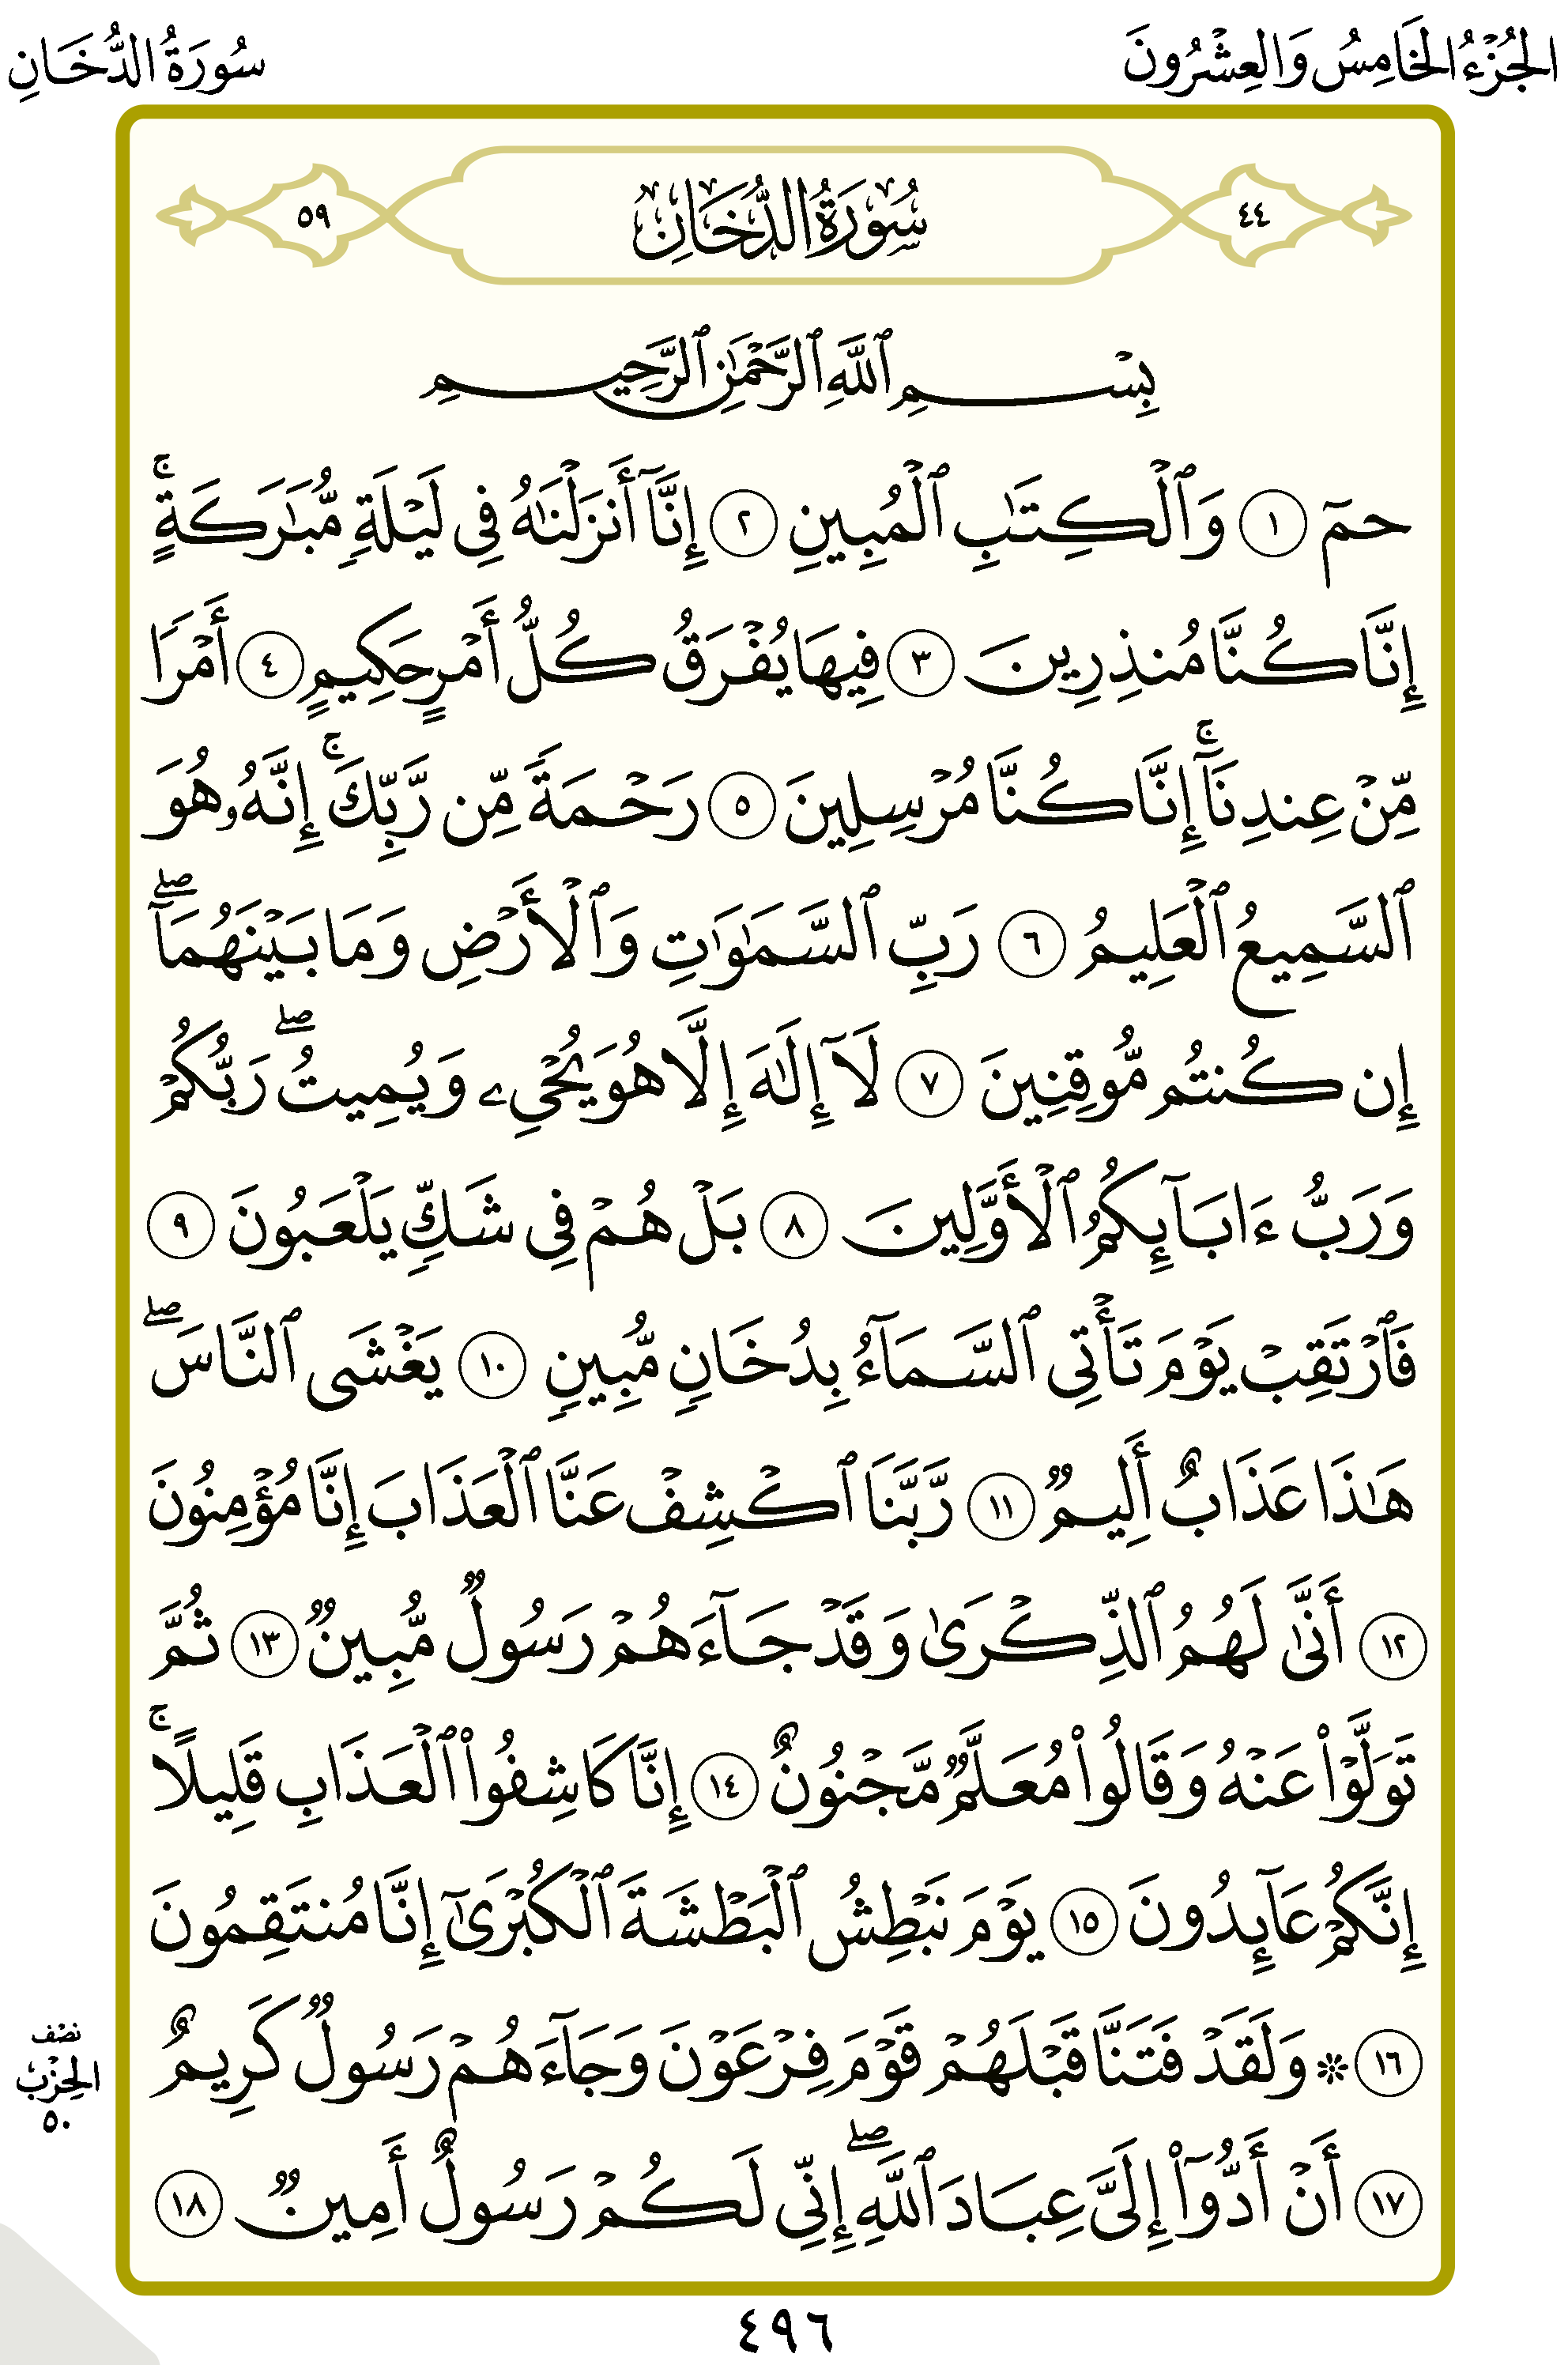 الجُزْءُ الخَامِسُ وَالعِشْرُونَ
سُورَةُ الدُّخَانِ
٤٤
سُورَةُ الدُّخَانِ
٥٩
بِسْمِ ٱللَّهِ ٱلرَّحْمَٰنِ ٱلرَّحِيمِ
حمٓ ١ وَٱلْكِتَٰبِ ٱلْمُبِينِ ٢ إِنَّآ أَنزَلْنَٰهُ فِى لَيْلَةٍ مُّبَٰرَكَةٍ ۚ
إِنَّا كُنَّا مُنذِرِينَ ٣ فِيهَا يُفْرَقُ كُلُّ أَمْرٍ حَكِيمٍ ٤ أَمْرًا
مِّنْ عِندِنَآ ۚ إِنَّا كُنَّا مُرْسِلِينَ ٥ رَحْمَةً مِّن رَّبِّكَ ۚ إِنَّهُۥ هُوَ
ٱلسَّمِيعُ ٱلْعَلِيمُ ٦ رَبِّ ٱلسَّمَٰوَٰتِ وَٱلْأَرْضِ وَمَا بَيْنَهُمَآ ۖ
إِن كُنتُم مُّوقِنِينَ ٧ لَآ إِلَٰهَ إِلَّا هُوَ يُحْىِۦ وَيُمِيتُ ۖ رَبُّكُمْ
وَرَبُّ ءَابَآئِكُمُ ٱلْأَوَّلِينَ ٨ بَلْ هُمْ فِى شَكٍّ يَلْعَبُونَ ٩
فَٱرْتَقِبْ يَوْمَ تَأْتِى ٱلسَّمَآءُ بِدُخَانٍ مُّبِينٍ ١٠ يَغْشَى ٱلنَّاسَ ۖ
هَٰذَا عَذَابٌ أَلِيمٌ ١١ رَّبَّنَا ٱكْشِفْ عَنَّا ٱلْعَذَابَ إِنَّا مُؤْمِنُونَ
١٢ أَنَّىٰ لَهُمُ ٱلذِّكْرَىٰ وَقَدْ جَآءَهُمْ رَسُولٌ مُّبِينٌ ١٣ ثُمَّ
تَوَلَّوْا۟ عَنْهُ وَقَالُوا۟ مُعَلَّمٌ مَّجْنُونٌ ١٤ إِنَّا كَاشِفُوا۟ ٱلْعَذَابِ قَلِيلًا ۚ
إِنَّكُمْ عَآئِدُونَ ١٥ يَوْمَ نَبْطِشُ ٱلْبَطْشَةَ ٱلْكُبْرَىٰٓ إِنَّا مُنتَقِمُونَ
١٦ ۞ وَلَقَدْ فَتَنَّا قَبْلَهُمْ قَوْمَ فِرْعَوْنَ وَجَآءَهُمْ رَسُولٌ كَرِيمٌ
نصْف
الحِزْب
٥٠
١٧ أَنْ أَدُّوٓا۟ إِلَىَّ عِبَادَ ٱللَّهِ ۖ إِنِّى لَكُمْ رَسُولٌ أَمِينٌ ١٨
٤٩٦